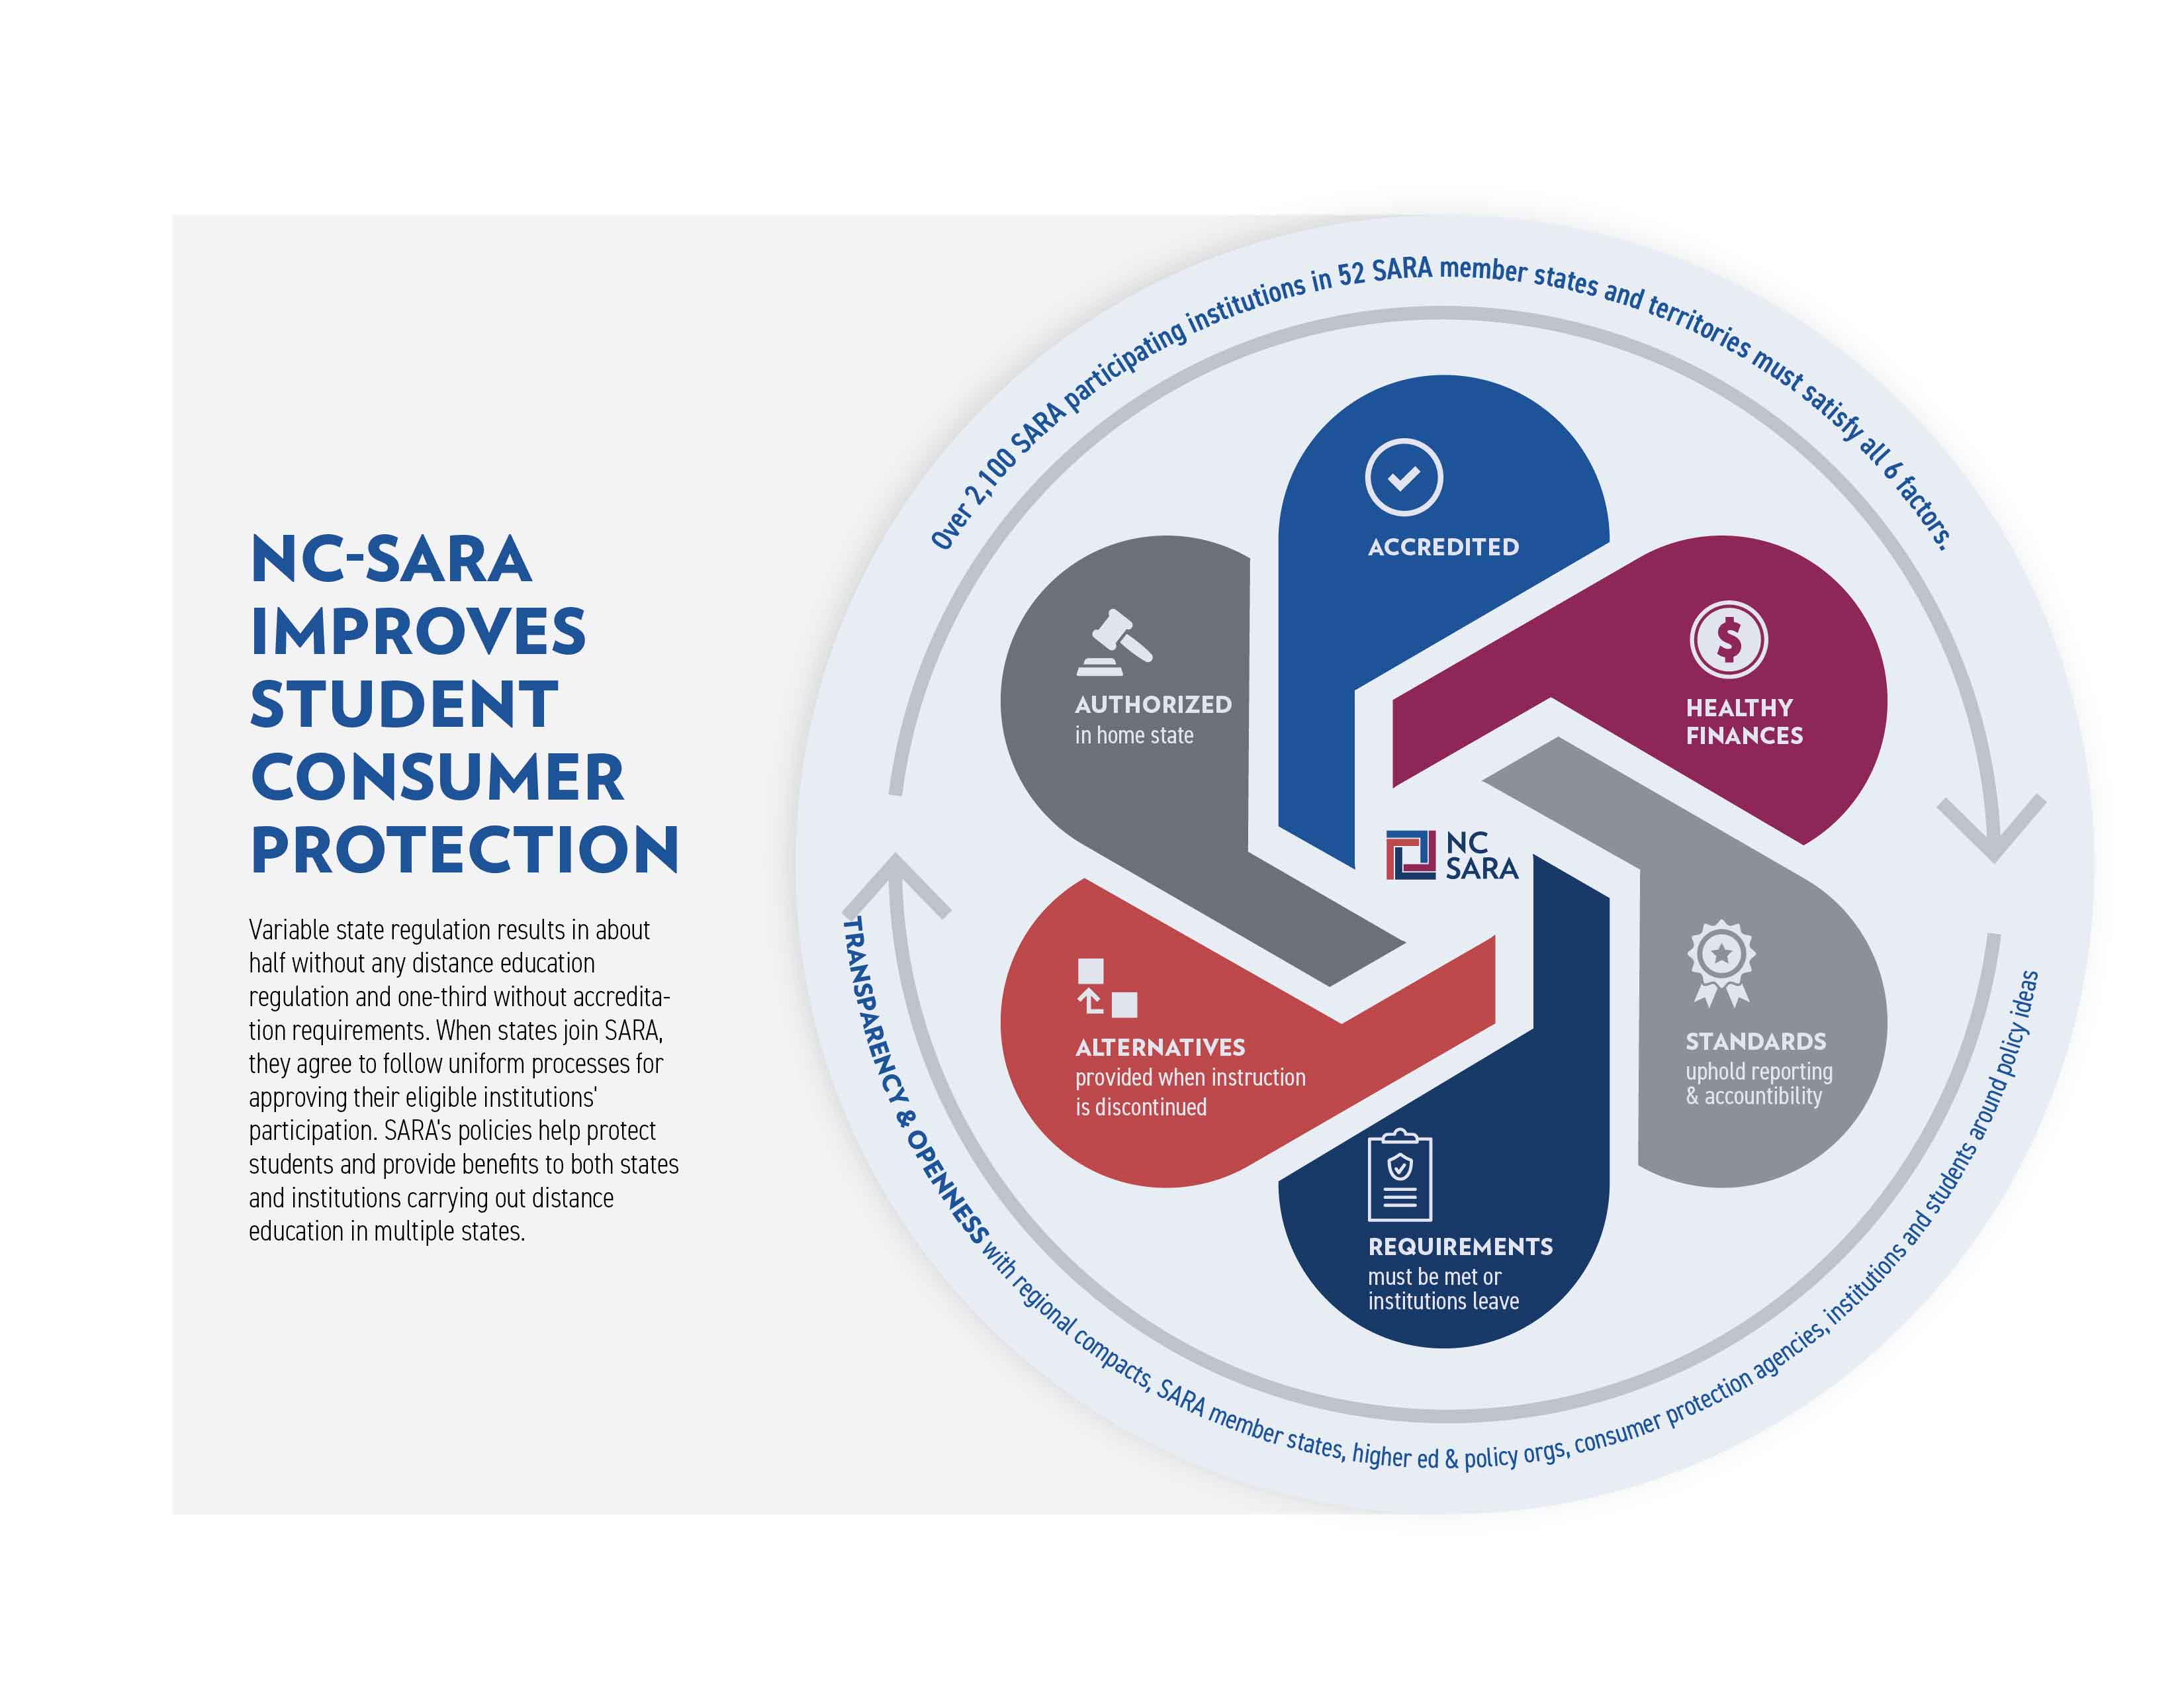 NC-SARA
IMPROVES
STUDENT
CONSUMER
PROTECTION
Variable state regulation results in about
half without any distance education
regulation and one-third without accredita-
tion requirements. When states join SARA,
they agree to follow uniform processes for
approving their eligible institutions'
participation. SARA's policies help protect
students and provide benefits to both states
and institutions carrying out distance
education in multiple states.
Over 2,100 SARA participating institutions in 52 SARA member states and territories must satisfy all 6 factors.
ACCREDITED
HEALTHY
FINANCES
STANDARDS
uphold reporting
& accountibility
REQUIREMENTS
must be met or
institutions leave
ALTERNATIVES
provided when instruction
is discontinued
AUTHORIZED
in home state
NC
SARA
TRANSPARENCY & OPENNESS with regional compacts, SARA member states, higher ed & policy orgs, consumer protection agencies, institutions and students around policy ideas